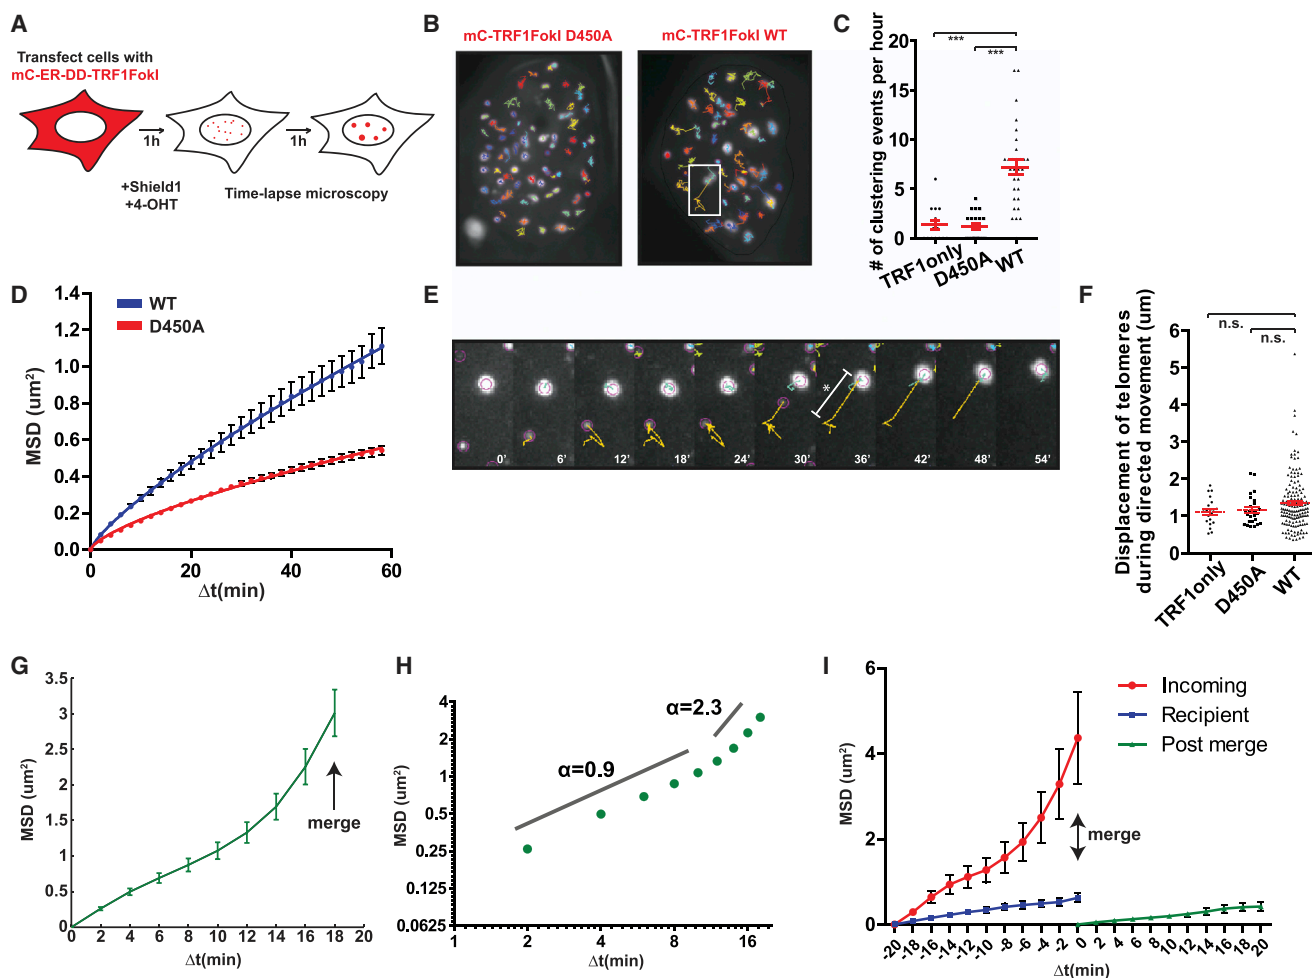 A
Transfect cells with
mC-ER-DD-TRF1FokI
1h
1h
+Shield1
+4-OHT
Time-lapse microscopy
B
mC-TRF1FokI D450A
mC-TRF1FokI WT
C
# of clustering events per hour
20
15
10
5
0
***
***
TRF1only
D450A
WT
D
MSD (um²)
1.4
1.2
1.0
0.8
0.6
0.4
0.2
0.0
WT
D450A
0
20
40
60
Δt(min)
E
*
0'
6'
12'
18'
24'
30'
36'
42'
48'
54'
F
Displacement of telomeres
during directed movement (um)
6
5
4
3
2
1
0
n.s.
n.s.
TRF1only
D450A
WT
G
MSD (um²)
3.5
3
2.5
2
1.5
1
0.5
0
merge
0
2
4
6
8
10
12
14
16
18
20
Δt(min)
H
MSD (um²)
4
2
1
0.5
0.25
0.125
0.0625
α=0.9
α=2.3
1
2
4
8
16
Δt(min)
I
MSD (um²)
6
4
2
0
Incoming
Recipient
Post merge
merge
-20
-18
-16
-14
-12
-10
-8
-6
-4
-2
0
2
4
6
8
10
12
14
16
18
20
Δt(min)